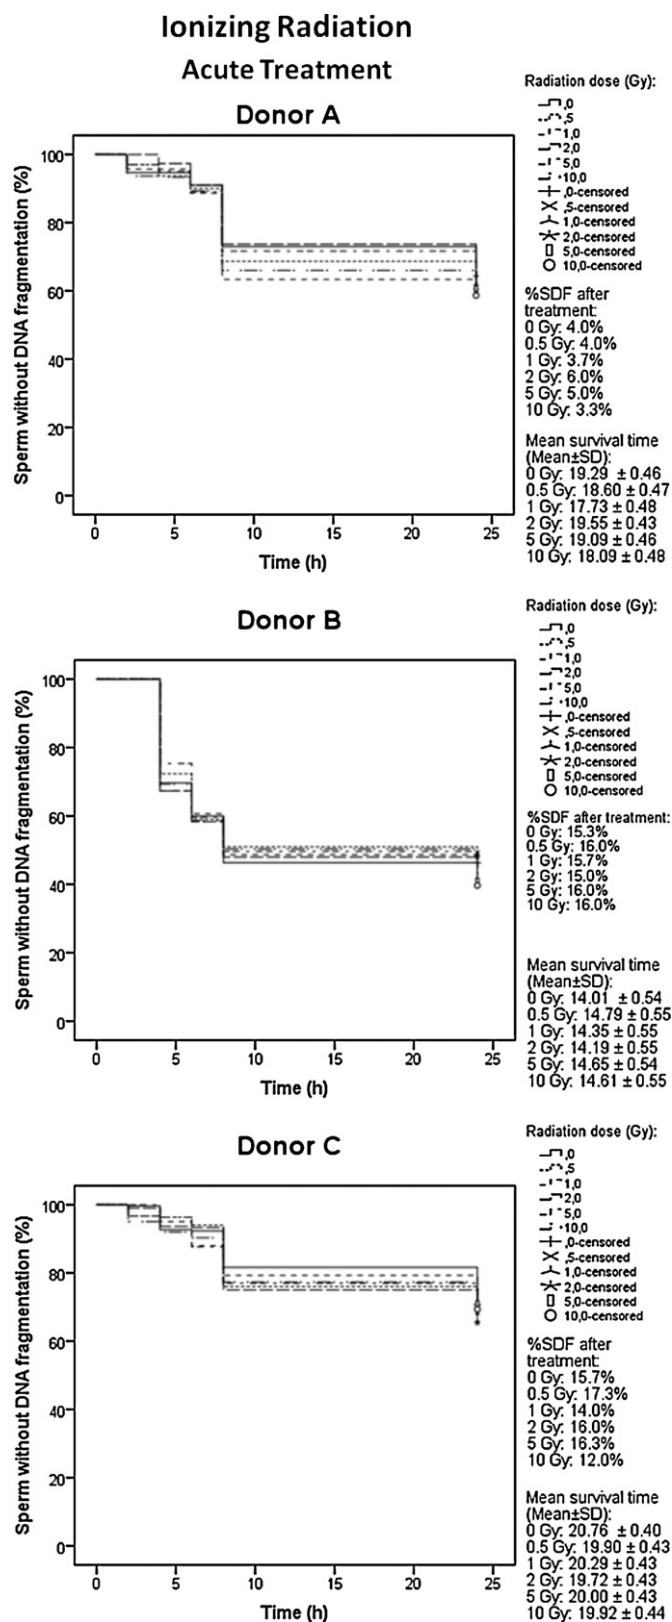 Ionizing Radiation
Acute Treatment
Donor A
Sperm without DNA fragmentation (%)
100
80
60
40
20
0
0 5 10 15 20 25
Time (h)
Radiation dose (Gy):
,0
,5
1,0
2,0
5,0
10,0
,0-censored
,5-censored
1,0-censored
2,0-censored
5,0-censored
10,0-censored
%SDF after
treatment:
0 Gy: 4.0%
0.5 Gy: 4.0%
1 Gy: 3.7%
2 Gy: 6.0%
5 Gy: 5.0%
10 Gy: 3.3%
Mean survival time
(Mean±SD):
0 Gy: 19.29 ± 0.46
0.5 Gy: 18.60 ± 0.47
1 Gy: 17.73 ± 0.48
2 Gy: 19.55 ± 0.43
5 Gy: 19.09 ± 0.46
10 Gy: 18.09 ± 0.48
Donor B
Sperm without DNA fragmentation (%)
100
80
60
40
20
0
0 5 10 15 20 25
Time (h)
Radiation dose (Gy):
,0
,5
1,0
2,0
5,0
10,0
,0-censored
,5-censored
1,0-censored
2,0-censored
5,0-censored
10,0-censored
%SDF after treatment:
0 Gy: 15.3%
0.5 Gy: 16.0%
1 Gy: 15.7%
2 Gy: 15.0%
5 Gy: 16.0%
10 Gy: 16.0%
Mean survival time
(Mean±SD):
0 Gy: 14.01 ± 0.54
0.5 Gy: 14.79 ± 0.55
1 Gy: 14.35 ± 0.55
2 Gy: 14.19 ± 0.55
5 Gy: 14.65 ± 0.54
10 Gy: 14.61 ± 0.55
Donor C
Sperm without DNA fragmentation (%)
100
80
60
40
20
0
0 5 10 15 20 25
Time (h)
Radiation dose (Gy):
,0
,5
1,0
2,0
5,0
10,0
,0-censored
,5-censored
1,0-censored
2,0-censored
5,0-censored
10,0-censored
%SDF after
treatment:
0 Gy: 15.7%
0.5 Gy: 17.3%
1 Gy: 14.0%
2 Gy: 16.0%
5 Gy: 16.3%
10 Gy: 12.0%
Mean survival time
(Mean±SD):
0 Gy: 20.76 ± 0.40
0.5 Gy: 19.90 ± 0.43
1 Gy: 20.29 ± 0.43
2 Gy: 19.72 ± 0.43
5 Gy: 20.00 ± 0.43
10 Gy: 19.92 ± 0.44